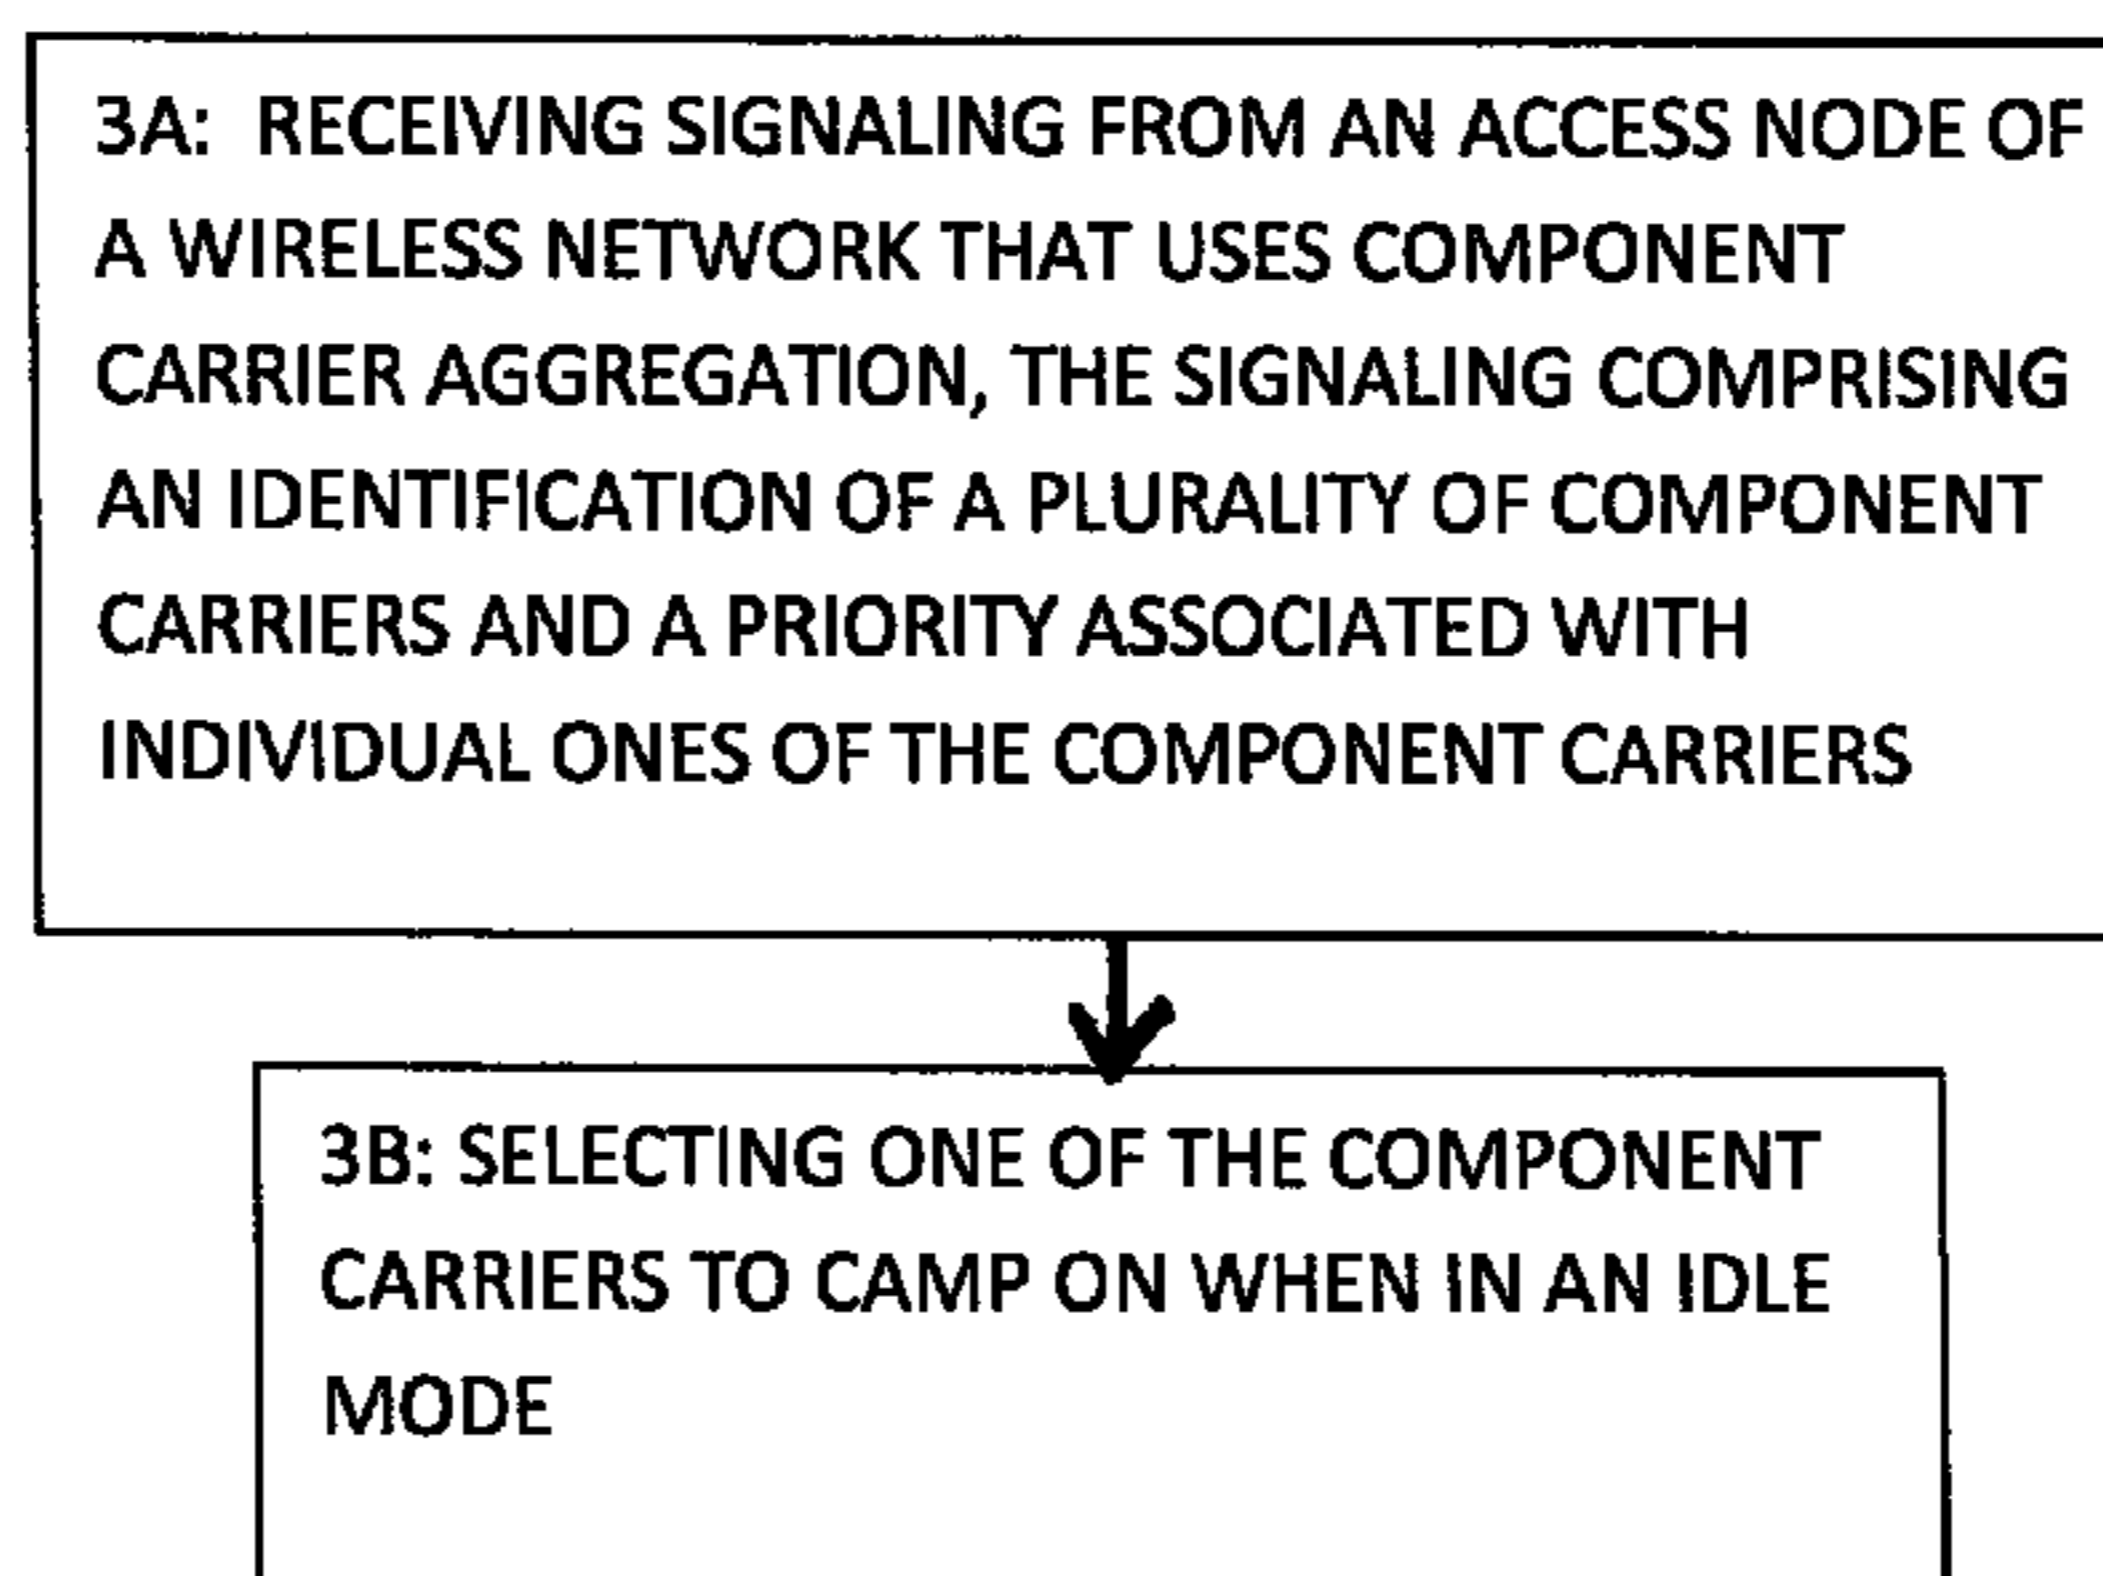 3A: RECEIVING SIGNALING FROM AN ACCESS NODE OF
A WIRELESS NETWORK THAT USES COMPONENT
CARRIER AGGREGATION, THE SIGNALING COMPRISING
AN IDENTIFICATION OF A PLURALITY OF COMPONENT
CARRIERS AND A PRIORITY ASSOCIATED WITH
INDIVIDUAL ONES OF THE COMPONENT CARRIERS
3B: SELECTING ONE OF THE COMPONENT
CARRIERS TO CAMP ON WHEN IN AN IDLE
MODE